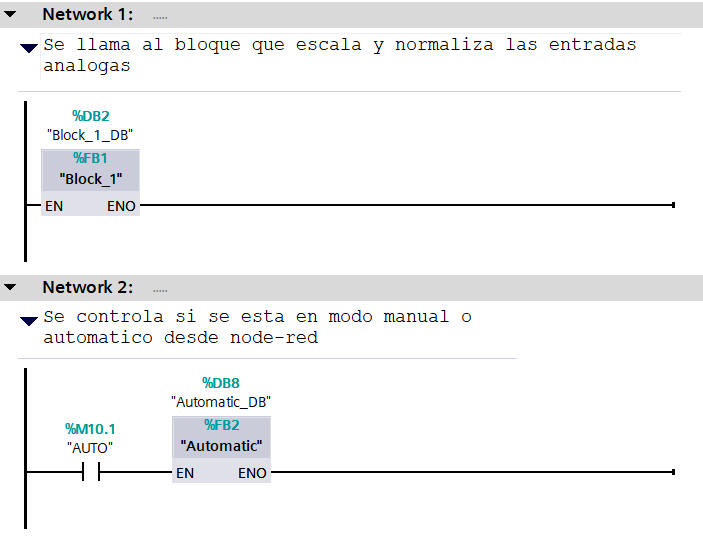 Network 1: .....
Se llama al bloque que escala y normaliza las entradas
analogas
%DB2
"Block_1_DB"
%FB1
"Block_1"
EN ENO
Network 2: .....
Se controla si se esta en modo manual o
automatico desde node-red
%DB8
"Automatic_DB"
%M10.1
%FB2
"AUTO"
"Automatic"
EN ENO